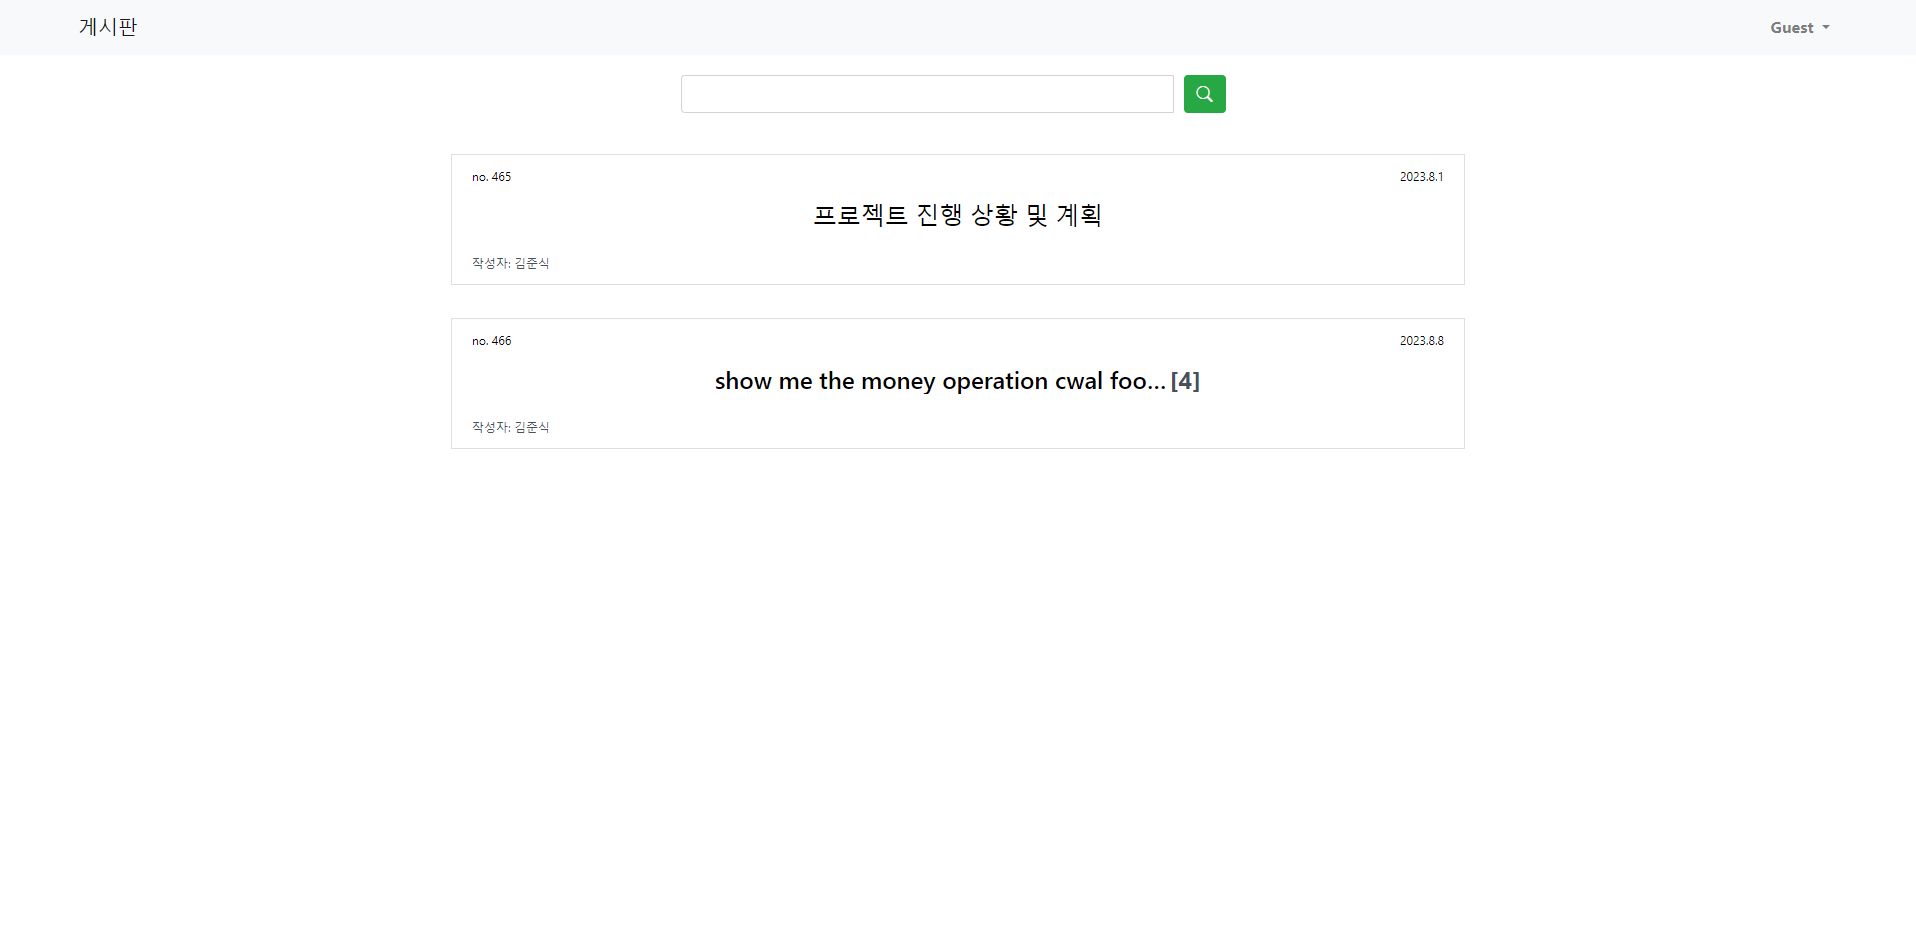 게시판
Guest
no. 465
2023.8.1
프로젝트 진행 상황 및 계획
작성자: 김준식
no. 466
2023.8.8
show me the money operation cwal foo... [4]
작성자: 김준식